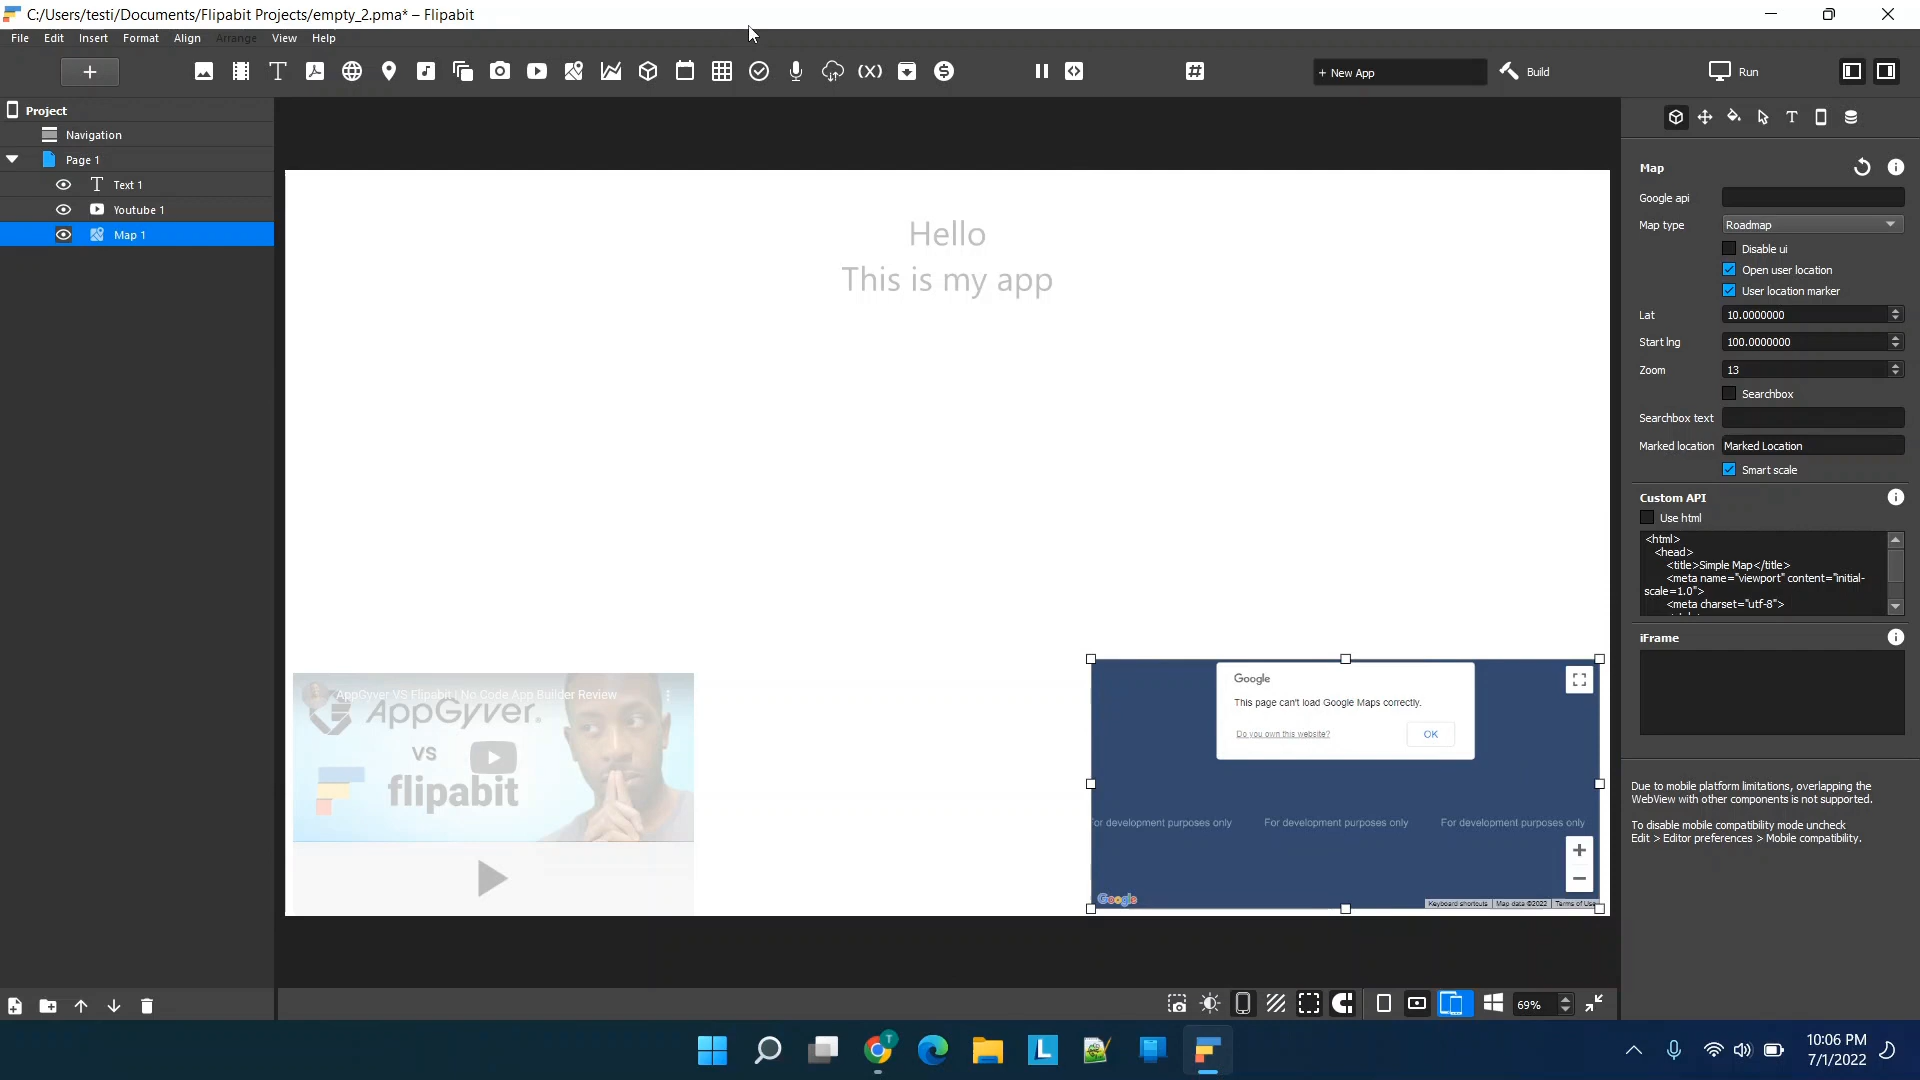 C:/Users/testi/Documents/Flipabit Projects/empty_2.pma* – Flipabit
File Edit Insert Format Align Arrange View Help
+ New App
Build
Run
Project
Navigation
Page 1
Text 1
Youtube 1
Map 1
Hello
This is my app
AppGyver VS Flipabit | No Code App Builder Review
AppGyver.
vs
flipabit
Google
This page can't load Google Maps correctly.
Do you own this website?
OK
For development purposes only For development purposes only For development purposes only
Google
Keyboard shortcuts Map data ©2022 Terms of Use
Map
Google api
Map type Roadmap
Disable ui
Open user location
User location marker
Lat 10.0000000
Start lng 100.0000000
Zoom 13
Searchbox
Searchbox text
Marked location Marked Location
Smart scale
Custom API
Use html
<html>
<head>
<title>Simple Map</title>
<meta name="viewport" content="initial-
scale=1.0">
<meta charset="utf-8">
iFrame
Due to mobile platform limitations, overlapping the
WebView with other components is not supported.
To disable mobile compatibility mode uncheck
Edit > Editor preferences > Mobile compatibility.
69%
T
L
10:06 PM
7/1/2022